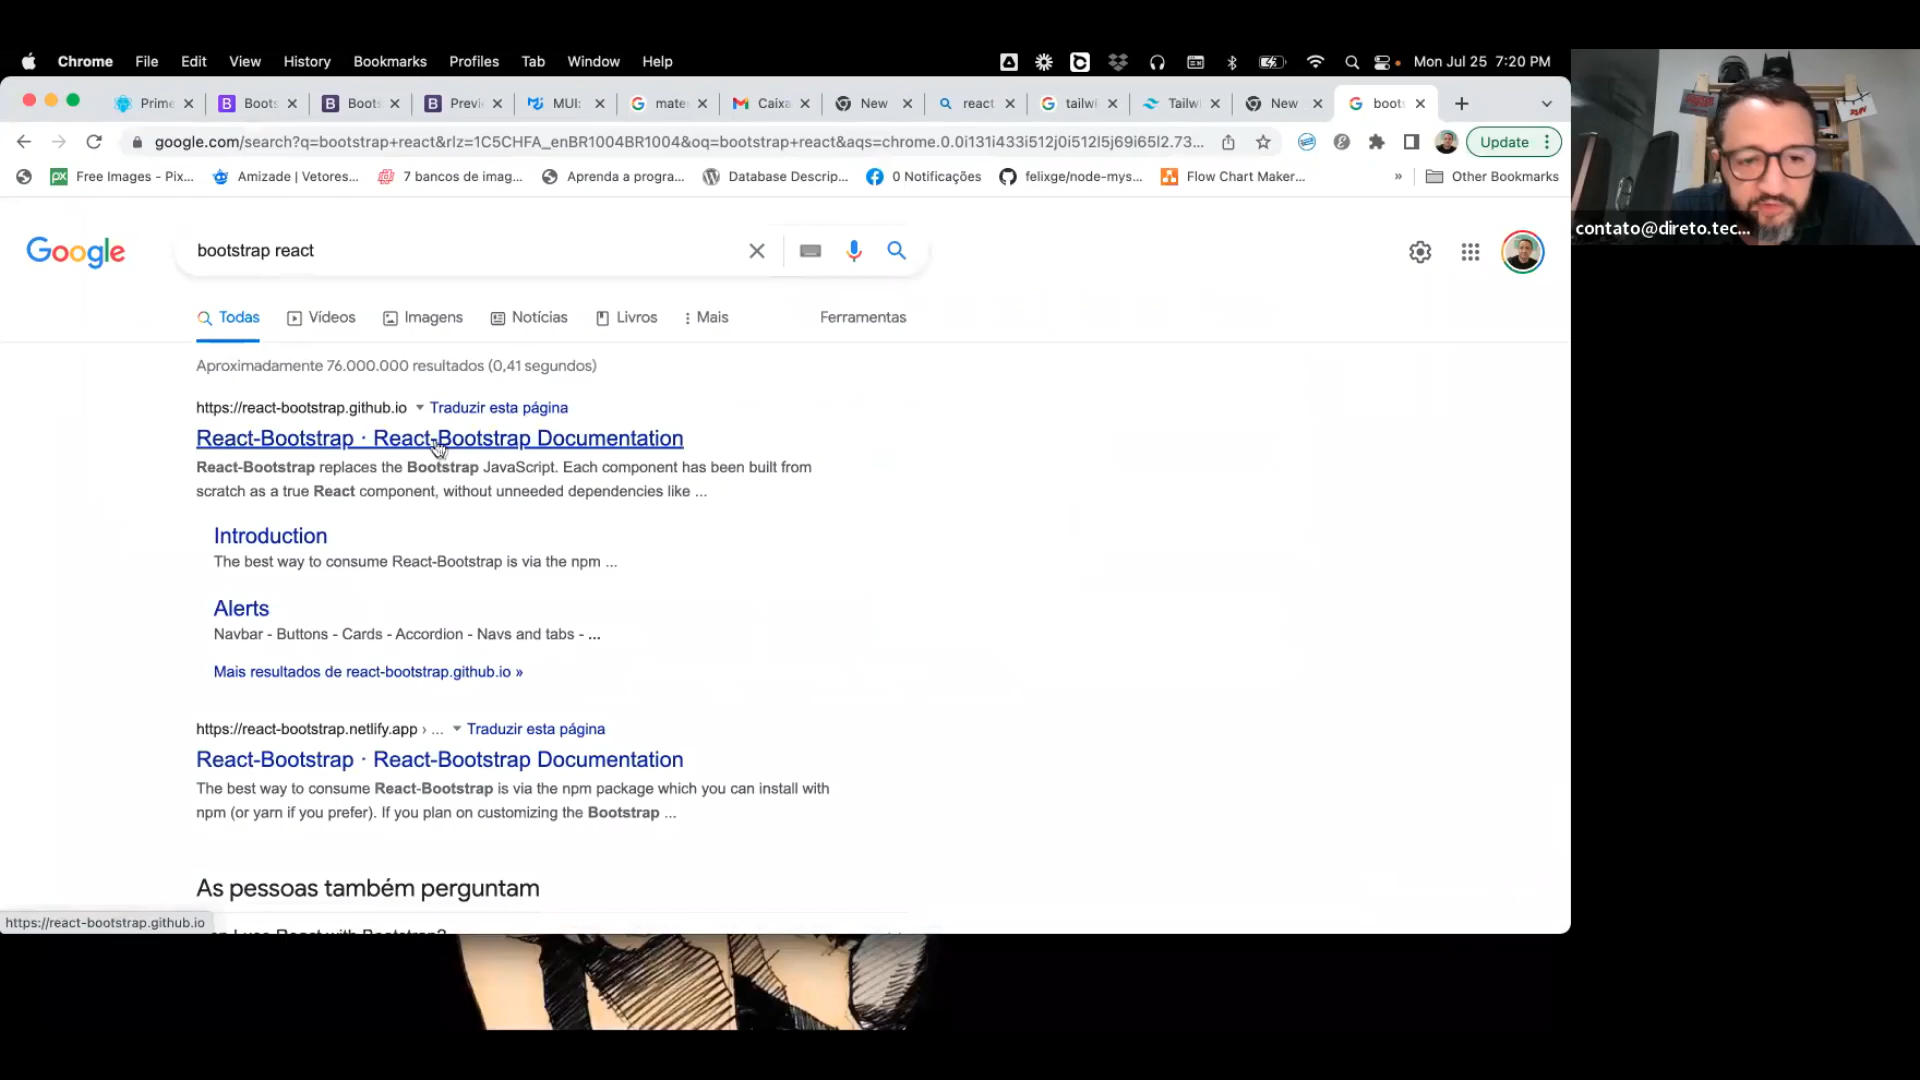 Chrome File Edit View History Bookmarks Profiles Tab Window Help Mon Jul 25 7:20 PM
Prime Boots Boots Previ MUI: mate Caixa New react tailwi Tailw New boots
google.com/search?q=bootstrap+react&rlz=1C5CHFA_enBR1004BR1004&oq=bootstrap+react&aqs=chrome.0.0i131i433i512j0i512l5j69i65l2.73... Update
Free Images - Pix... Amizade | Vetores... 7 bancos de imag... Aprenda a progra... Database Descrip... 0 Notificações felixge/node-mys... Flow Chart Maker... » Other Bookmarks
contato@direto.tec...
Google bootstrap react
Todas Vídeos Imagens Notícias Livros Mais Ferramentas
Aproximadamente 76.000.000 resultados (0,41 segundos)
https://react-bootstrap.github.io Traduzir esta página
React-Bootstrap · React-Bootstrap Documentation
React-Bootstrap replaces the Bootstrap JavaScript. Each component has been built from
scratch as a true React component, without unneeded dependencies like ...
Introduction
The best way to consume React-Bootstrap is via the npm ...
Alerts
Navbar - Buttons - Cards - Accordion - Navs and tabs - ...
Mais resultados de react-bootstrap.github.io »
https://react-bootstrap.netlify.app › ... Traduzir esta página
React-Bootstrap · React-Bootstrap Documentation
The best way to consume React-Bootstrap is via the npm package which you can install with
npm (or yarn if you prefer). If you plan on customizing the Bootstrap ...
As pessoas também perguntam
https://react-bootstrap.github.io
I use React with Bootstrap?